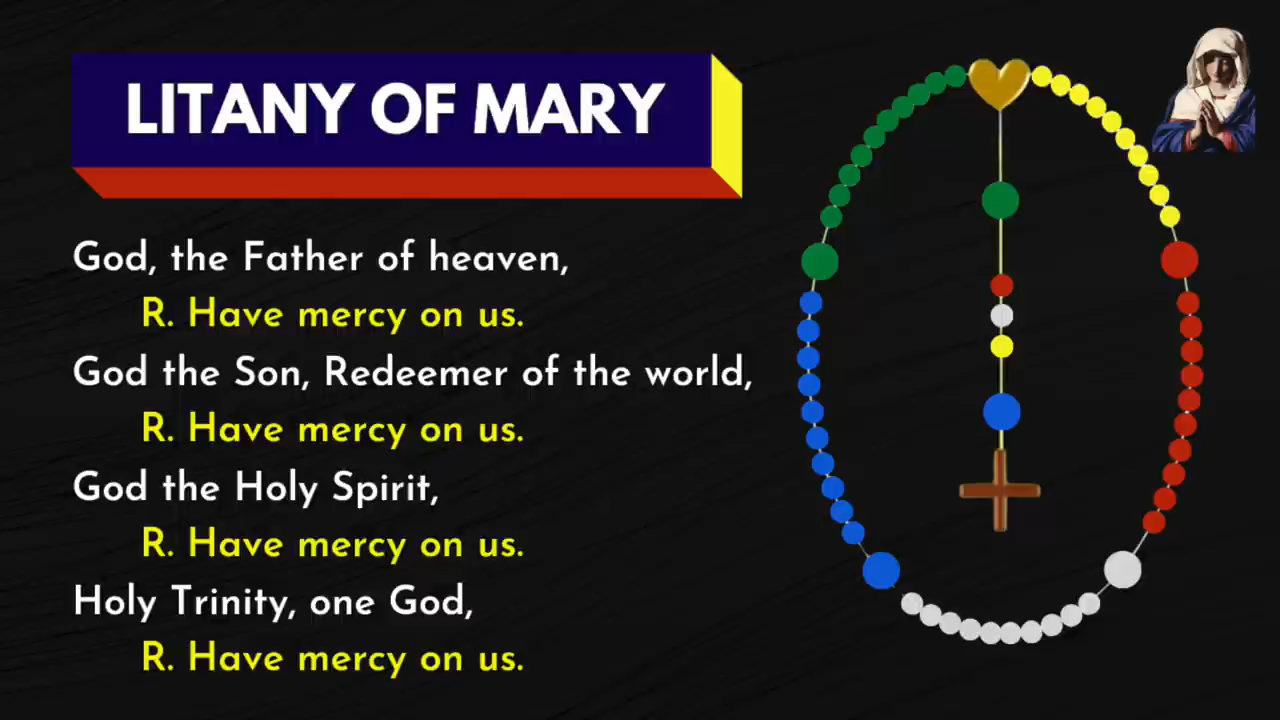 LITANY OF MARY
God, the Father of heaven,
R. Have mercy on us.
God the Son, Redeemer of the world,
R. Have mercy on us.
God the Holy Spirit,
R. Have mercy on us.
Holy Trinity, one God,
R. Have mercy on us.